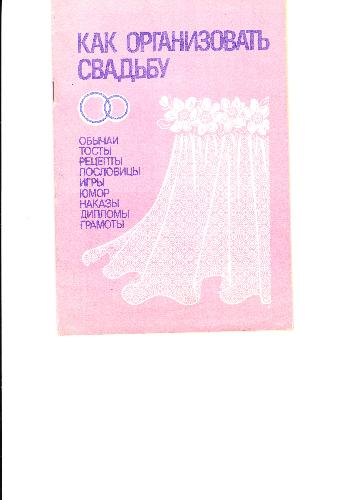 КАК ОРГАНИЗОВАТЬ
СВАДЬБУ
ОБЫЧАИ
ТОСТЫ
РЕЦЕПТЫ
ПОСЛОВИЦЫ
ИГРЫ
ЮМОР
НАКАЗЫ
ДИПЛОМЫ
ГРАМОТЫ